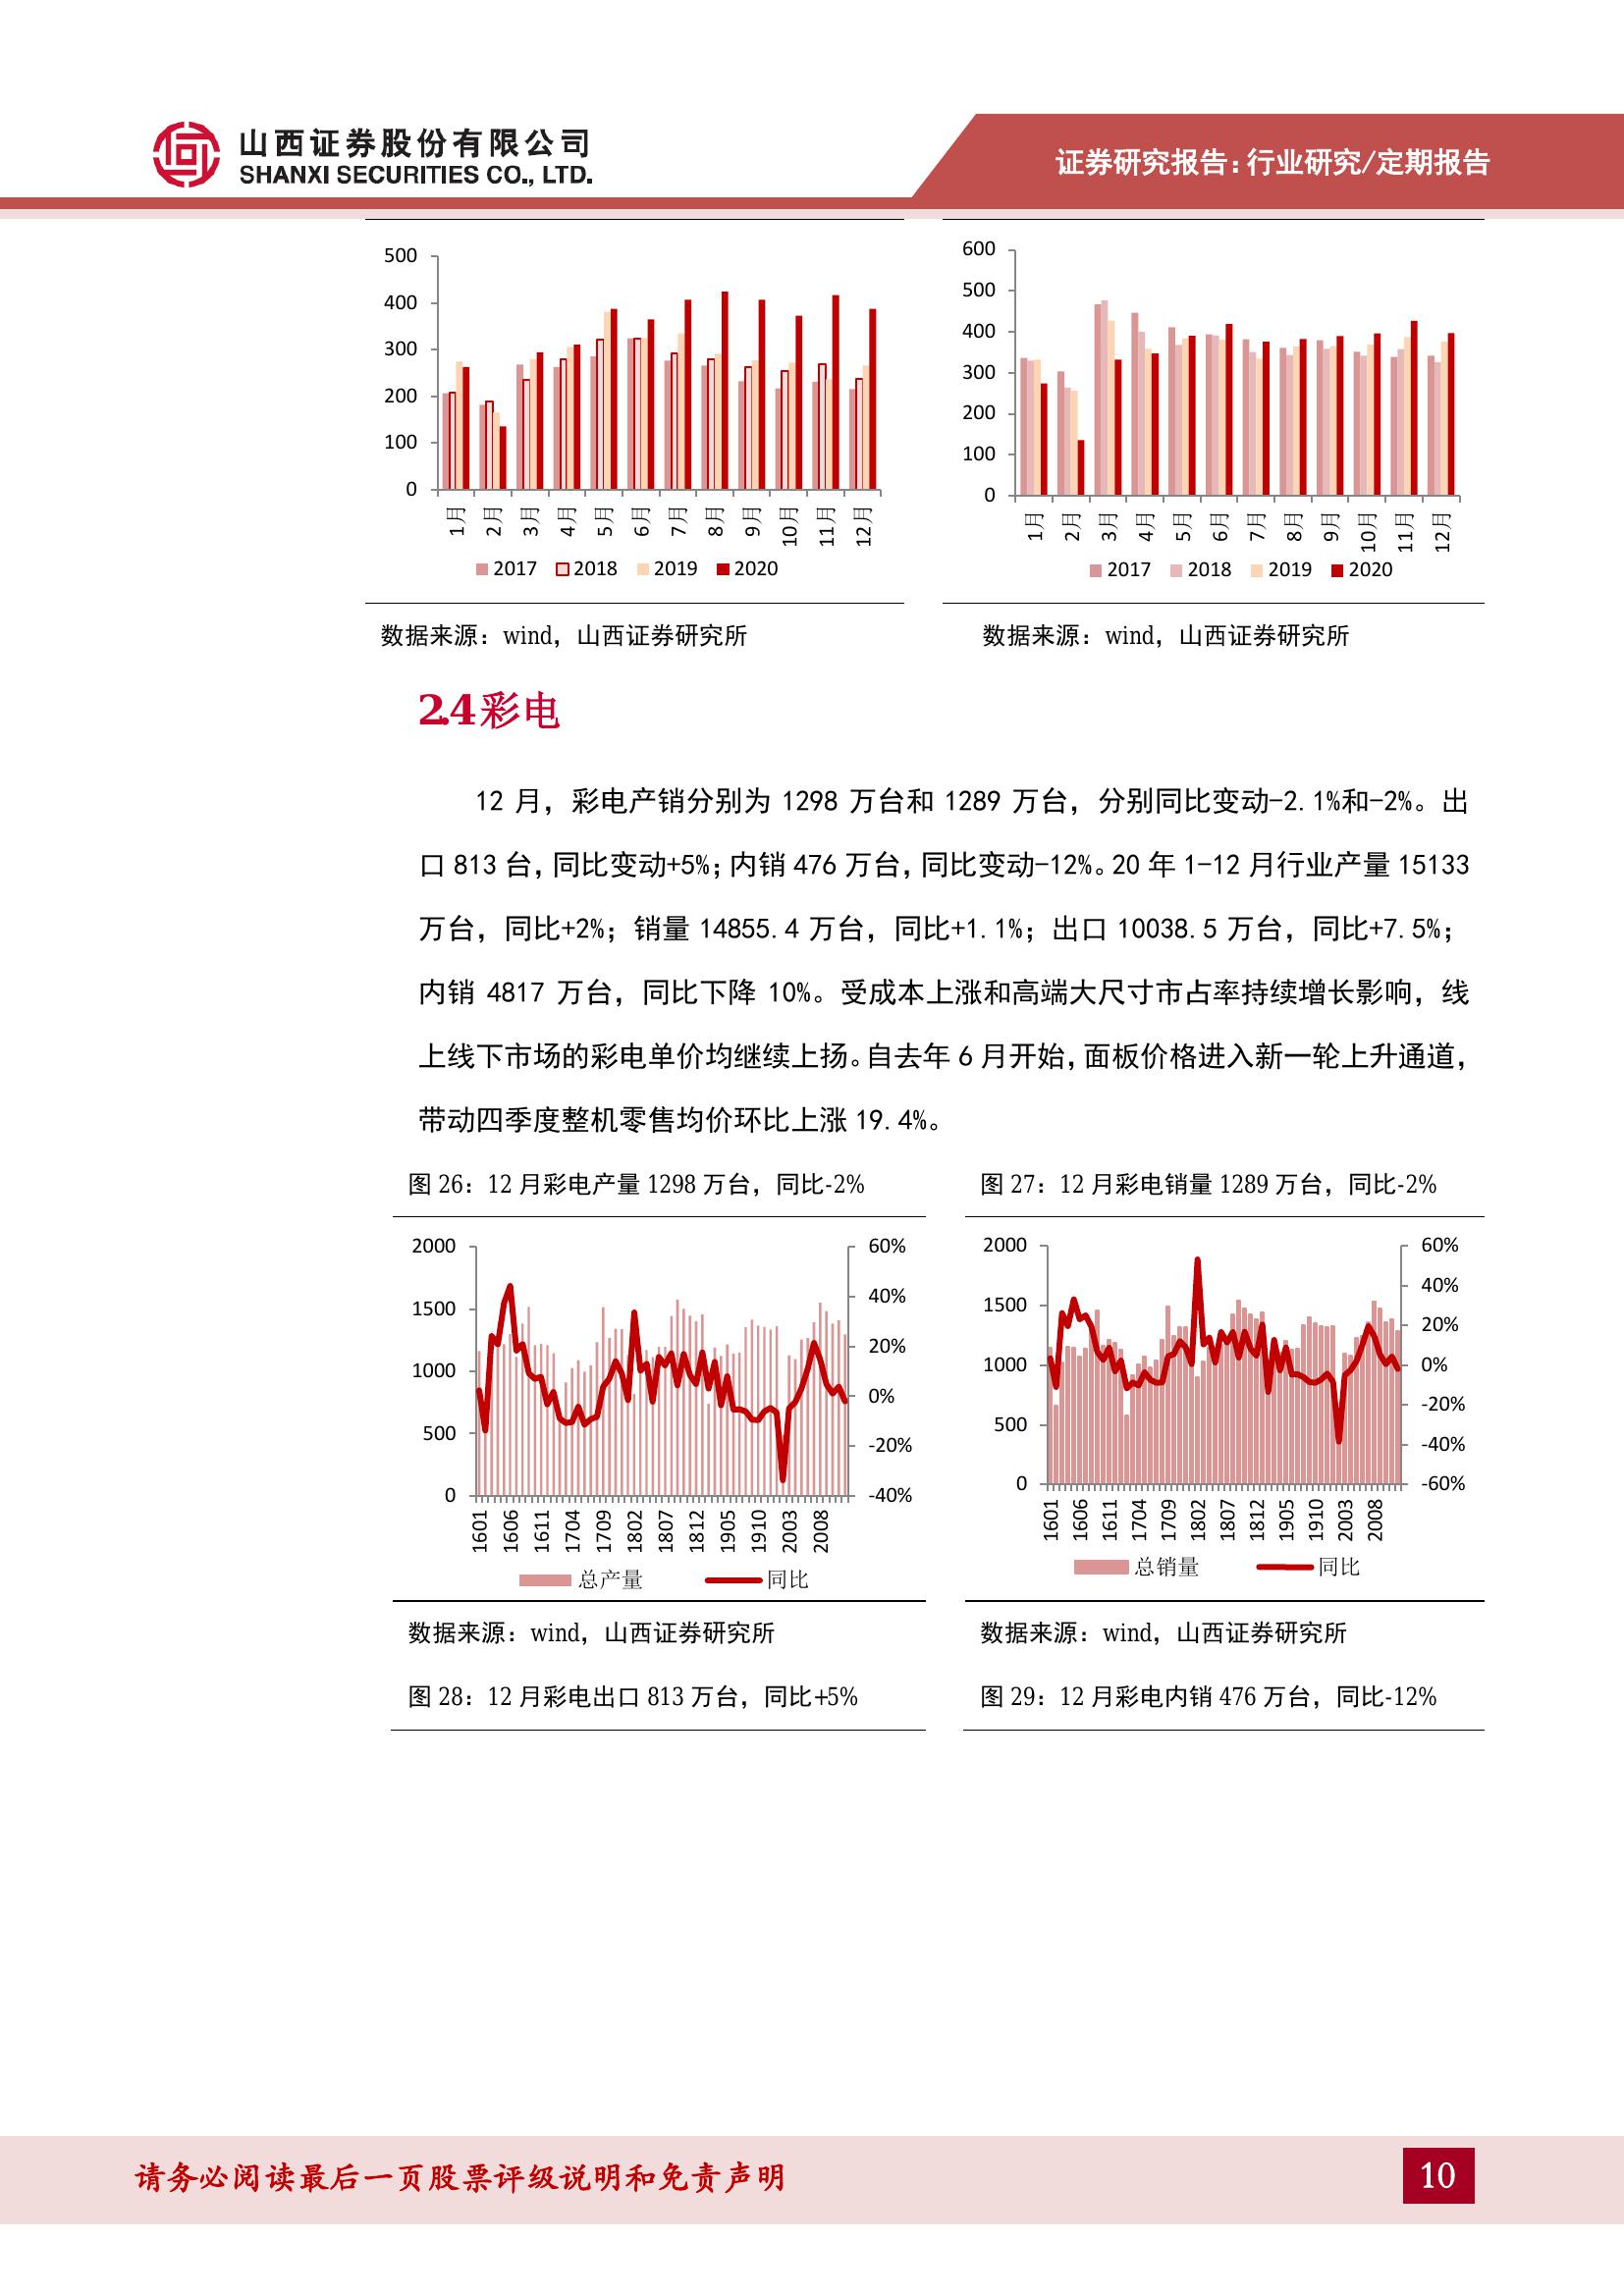 山西证券股份有限公司
SHANXI SECURITIES CO., LTD.
证券研究报告：行业研究/定期报告
500
400
300
200
100
0
1月 2月 3月 4月 5月 6月 7月 8月 9月 10月 11月 12月
2017 2018 2019 2020
600
500
400
300
200
100
0
1月 2月 3月 4月 5月 6月 7月 8月 9月 10月 11月 12月
2017 2018 2019 2020
数据来源：wind，山西证券研究所
数据来源：wind，山西证券研究所
2.4彩电
12 月，彩电产销分别为 1298 万台和 1289 万台，分别同比变动-2.1%和-2%。出
口 813 台，同比变动+5%；内销 476 万台，同比变动-12%。20 年 1-12 月行业产量 15133
万台，同比+2%；销量 14855.4 万台，同比+1.1%；出口 10038.5 万台，同比+7.5%；
内销 4817 万台，同比下降 10%。受成本上涨和高端大尺寸市占率持续增长影响，线
上线下市场的彩电单价均继续上扬。自去年 6 月开始，面板价格进入新一轮上升通道，
带动四季度整机零售均价环比上涨 19.4%。
图 26：12 月彩电产量 1298 万台，同比-2%
图 27：12 月彩电销量 1289 万台，同比-2%
2000 60%
1500 40%
20%
1000 0%
500 -20%
0 -40%
1601 1606 1611 1704 1709 1802 1807 1812 1905 1910 2003 2008
总产量 同比
2000 60%
40%
1500 20%
1000 0%
500 -20%
-40%
0 -60%
1601 1606 1611 1704 1709 1802 1807 1812 1905 1910 2003 2008
总销量 同比
数据来源：wind，山西证券研究所
数据来源：wind，山西证券研究所
图 28：12 月彩电出口 813 万台，同比+5%
图 29：12 月彩电内销 476 万台，同比-12%
请务必阅读最后一页股票评级说明和免责声明
10